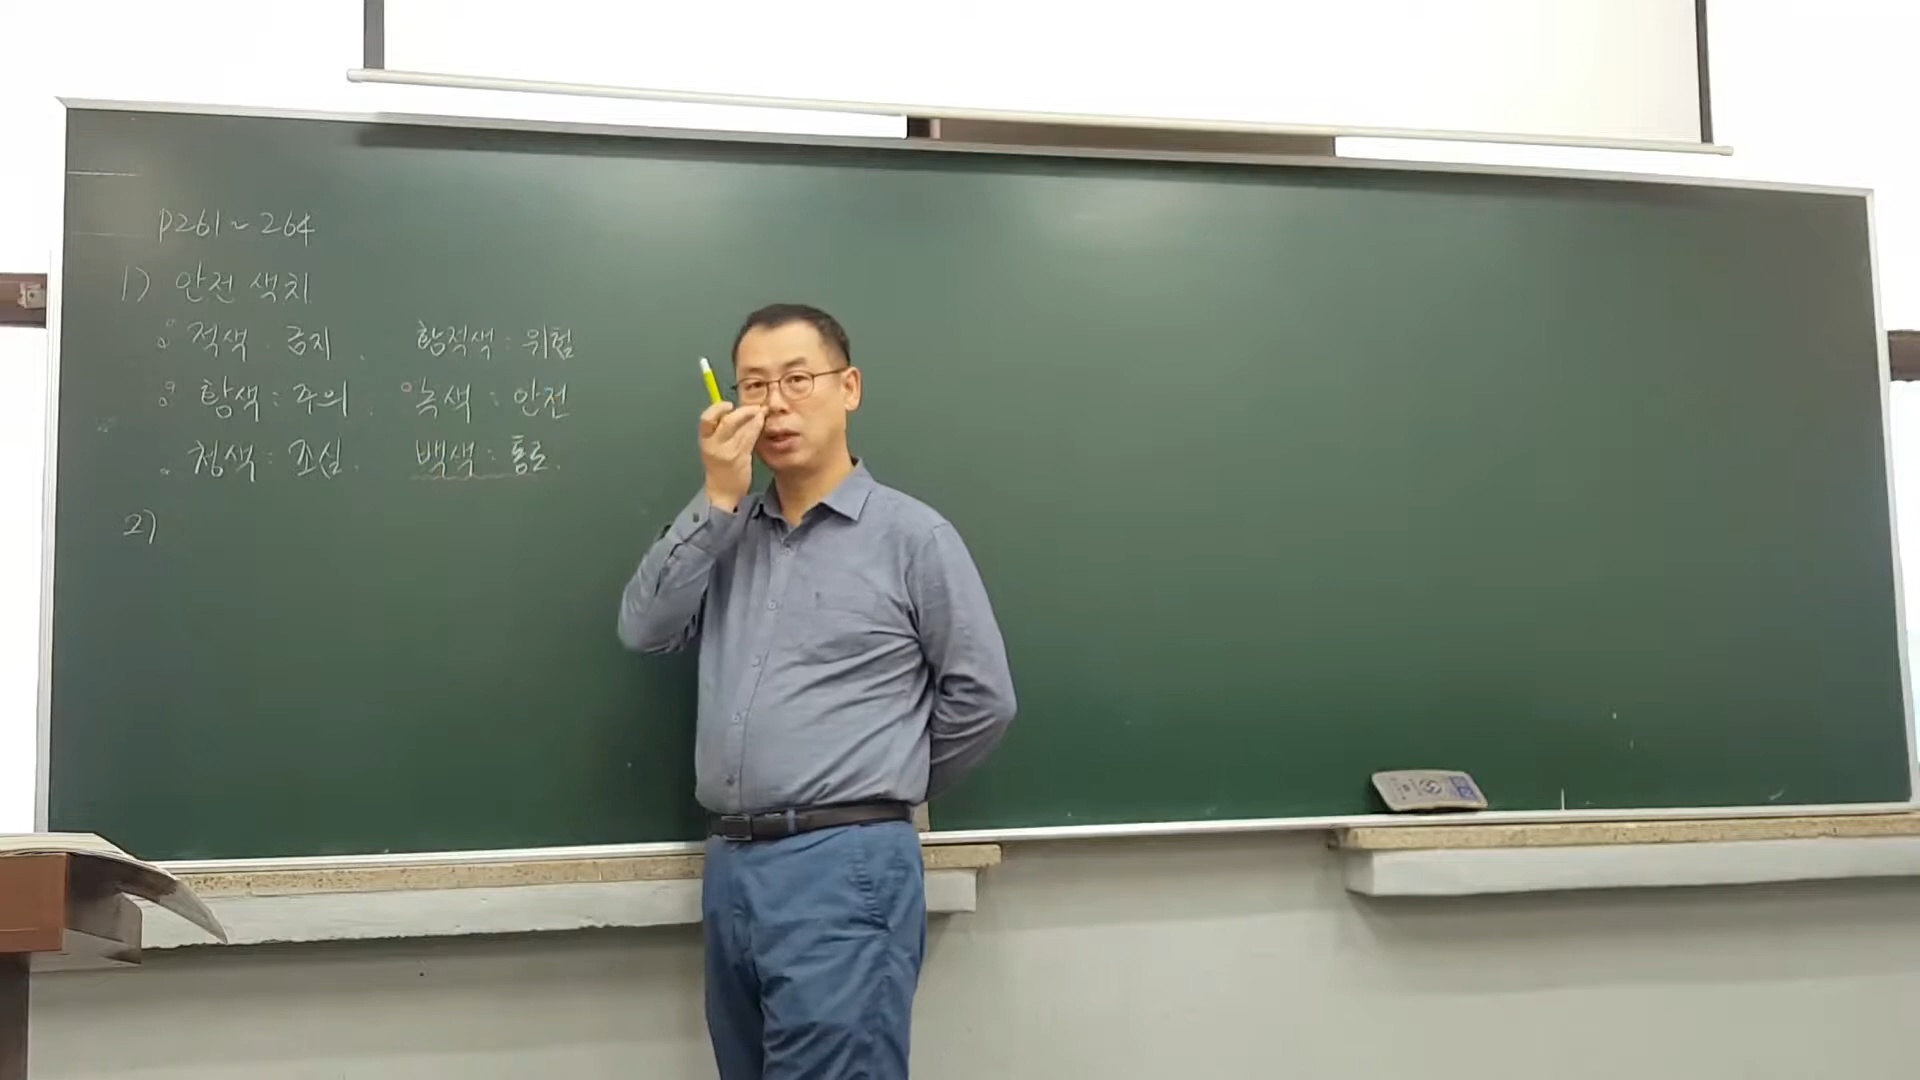 P261~264
1) 안전 색치
적색 : 금지. 황적색 : 위험
황색 : 주의. 녹색 : 안전
청색 : 조심. 백색 : 통로.
2)